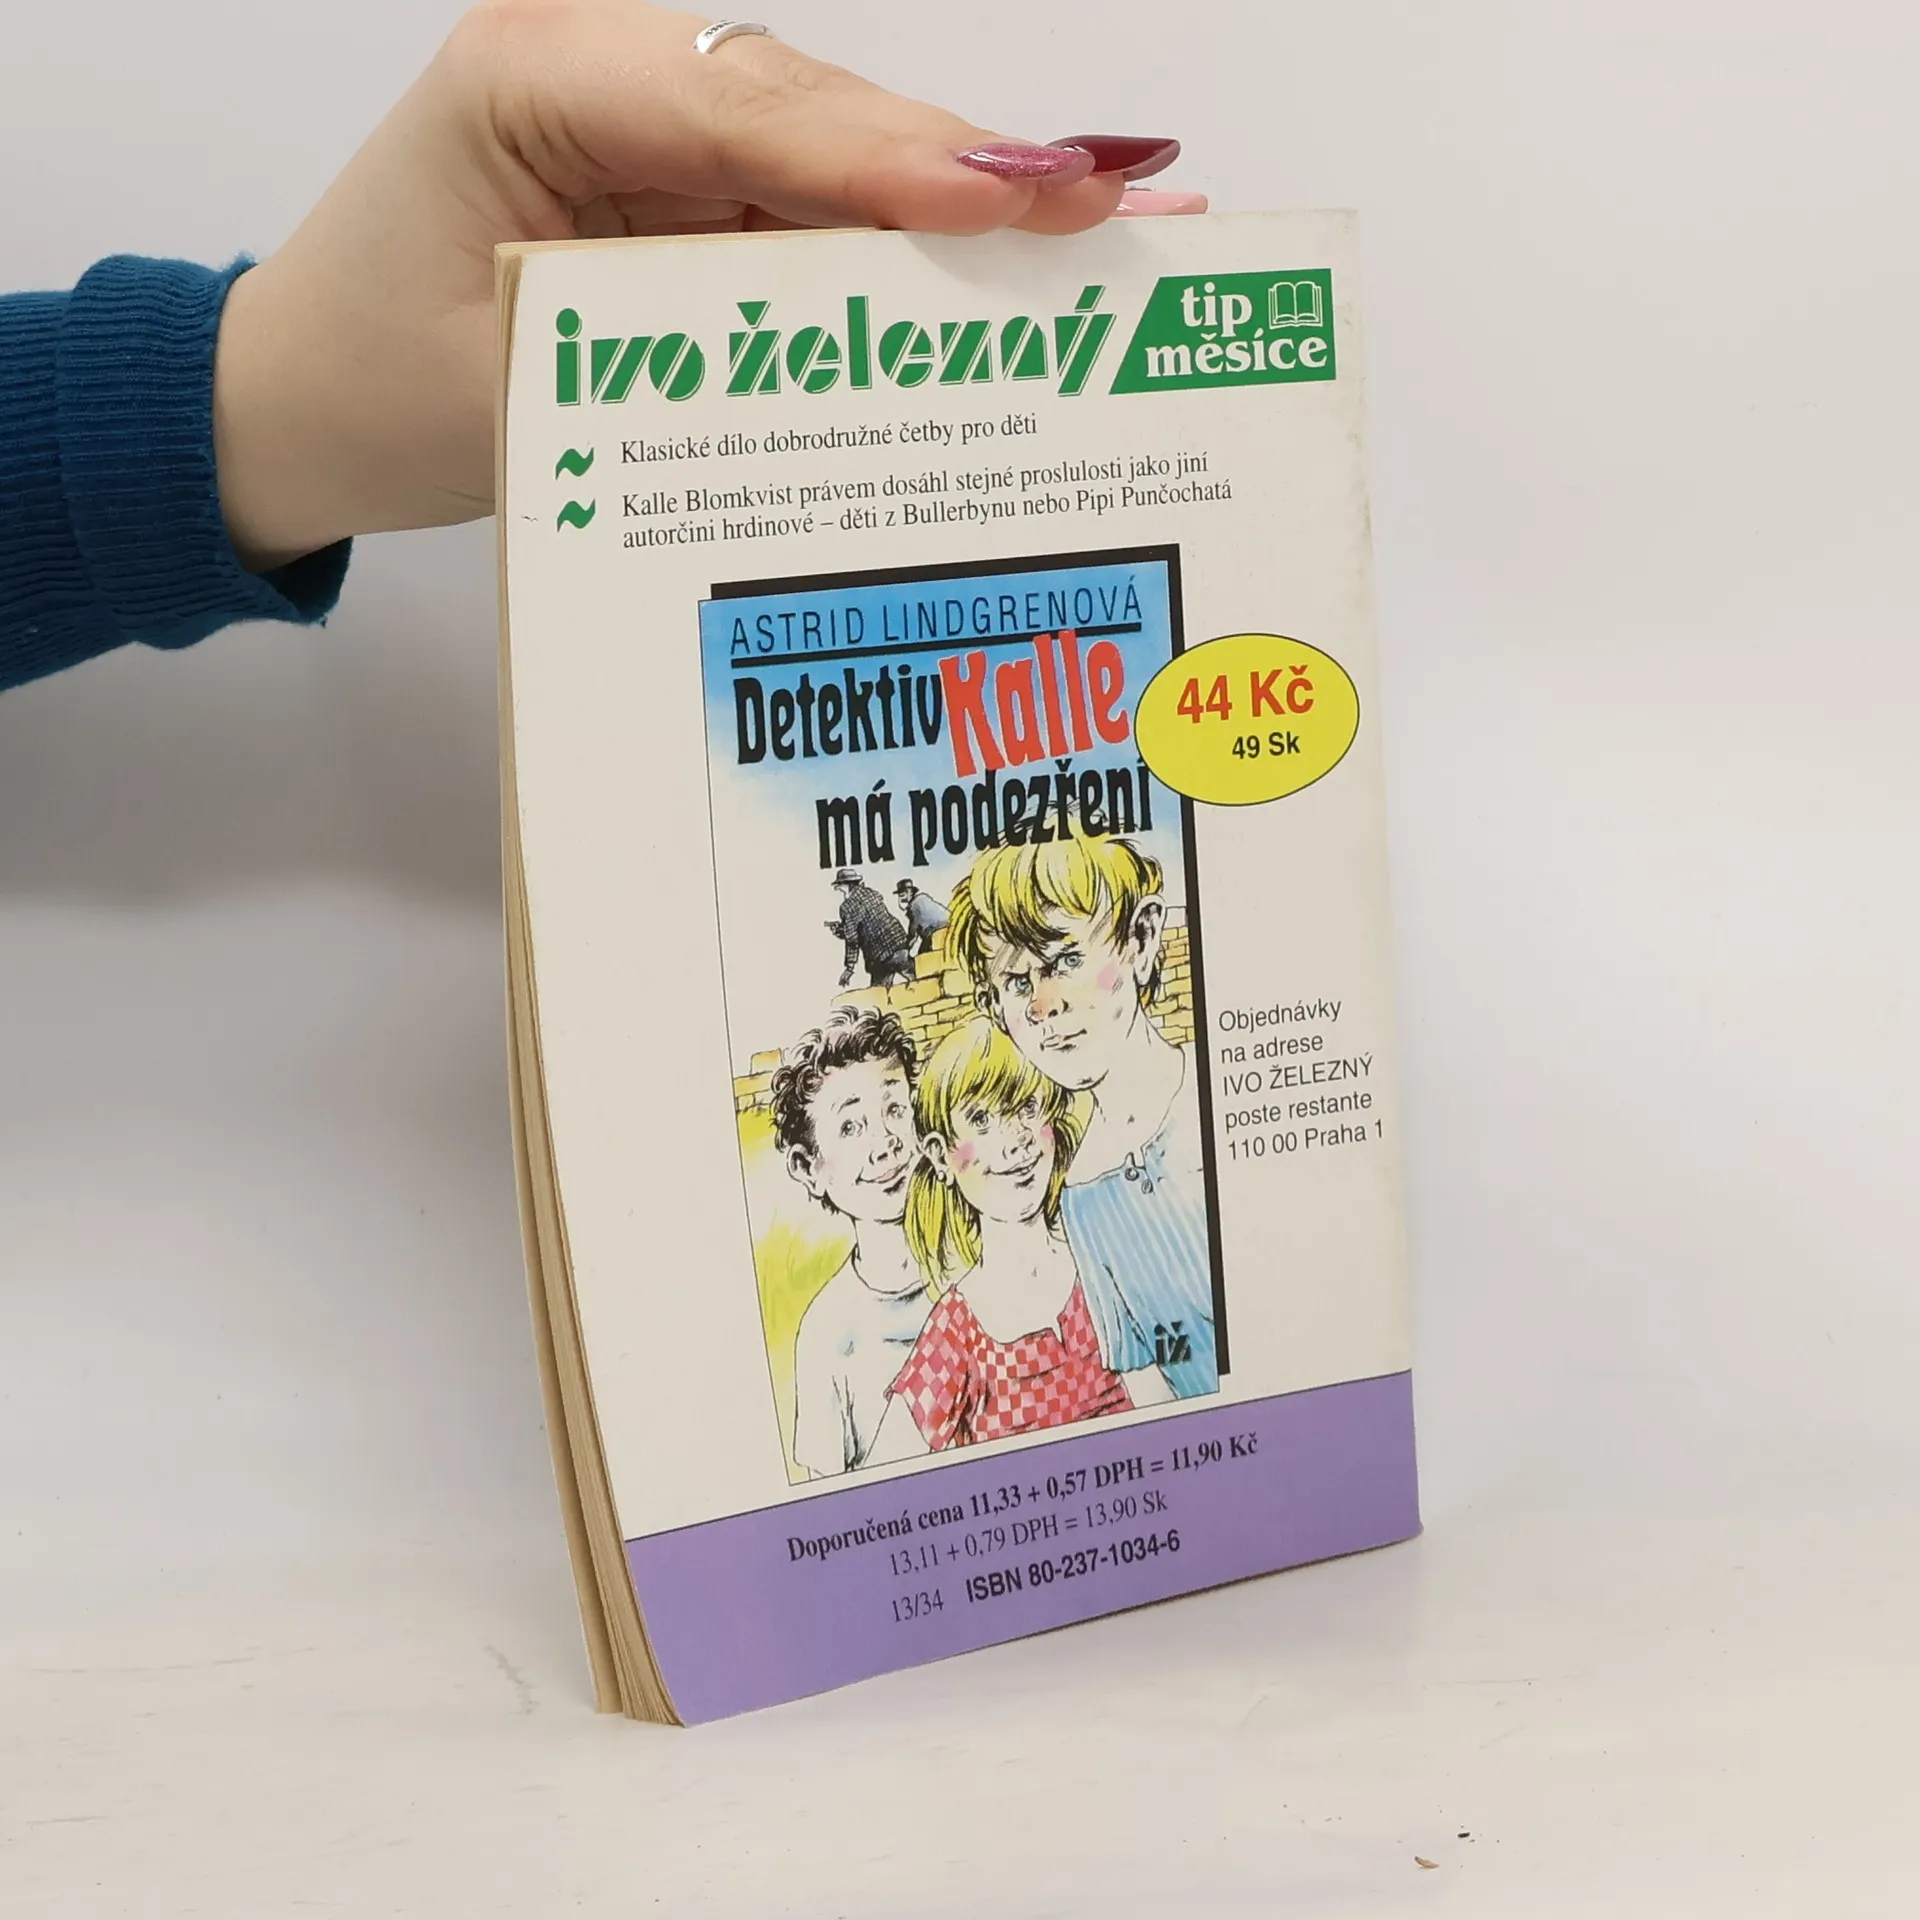 ivo železný
tip
měsíce
Klasické dílo dobrodružné četby pro děti
Kalle Blomkvist právem dosáhl stejné proslulosti jako jiní
autorčini hrdinové – děti z Bullerbynu nebo Pipi Punčochatá
ASTRID LINDGRENOVÁ
Detektiv Kalle
má podezření
44 Kč
49 Sk
Objednávky
na adrese
IVO ŽELEZNÝ
poste restante
110 00 Praha 1
iž
Doporučená cena 11,33 + 0,57 DPH = 11,90 Kč
13,11 + 0,79 DPH = 13,90 Sk
13/34 ISBN 80-237-1034-6